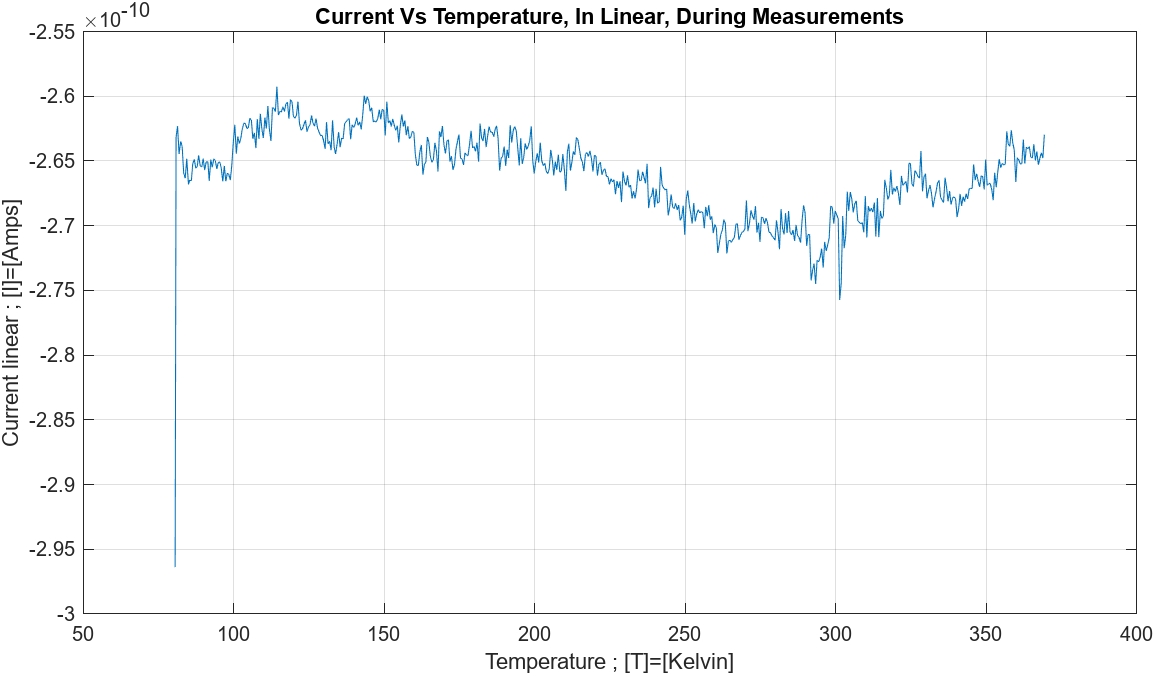 Current Vs Temperature, In Linear, During Measurements
×10-10
-2.55
-2.6
-2.65
-2.7
-2.75
-2.8
-2.85
-2.9
-2.95
-3
Current linear ; [I]=[Amps]
50 100 150 200 250 300 350 400
Temperature ; [T]=[Kelvin]